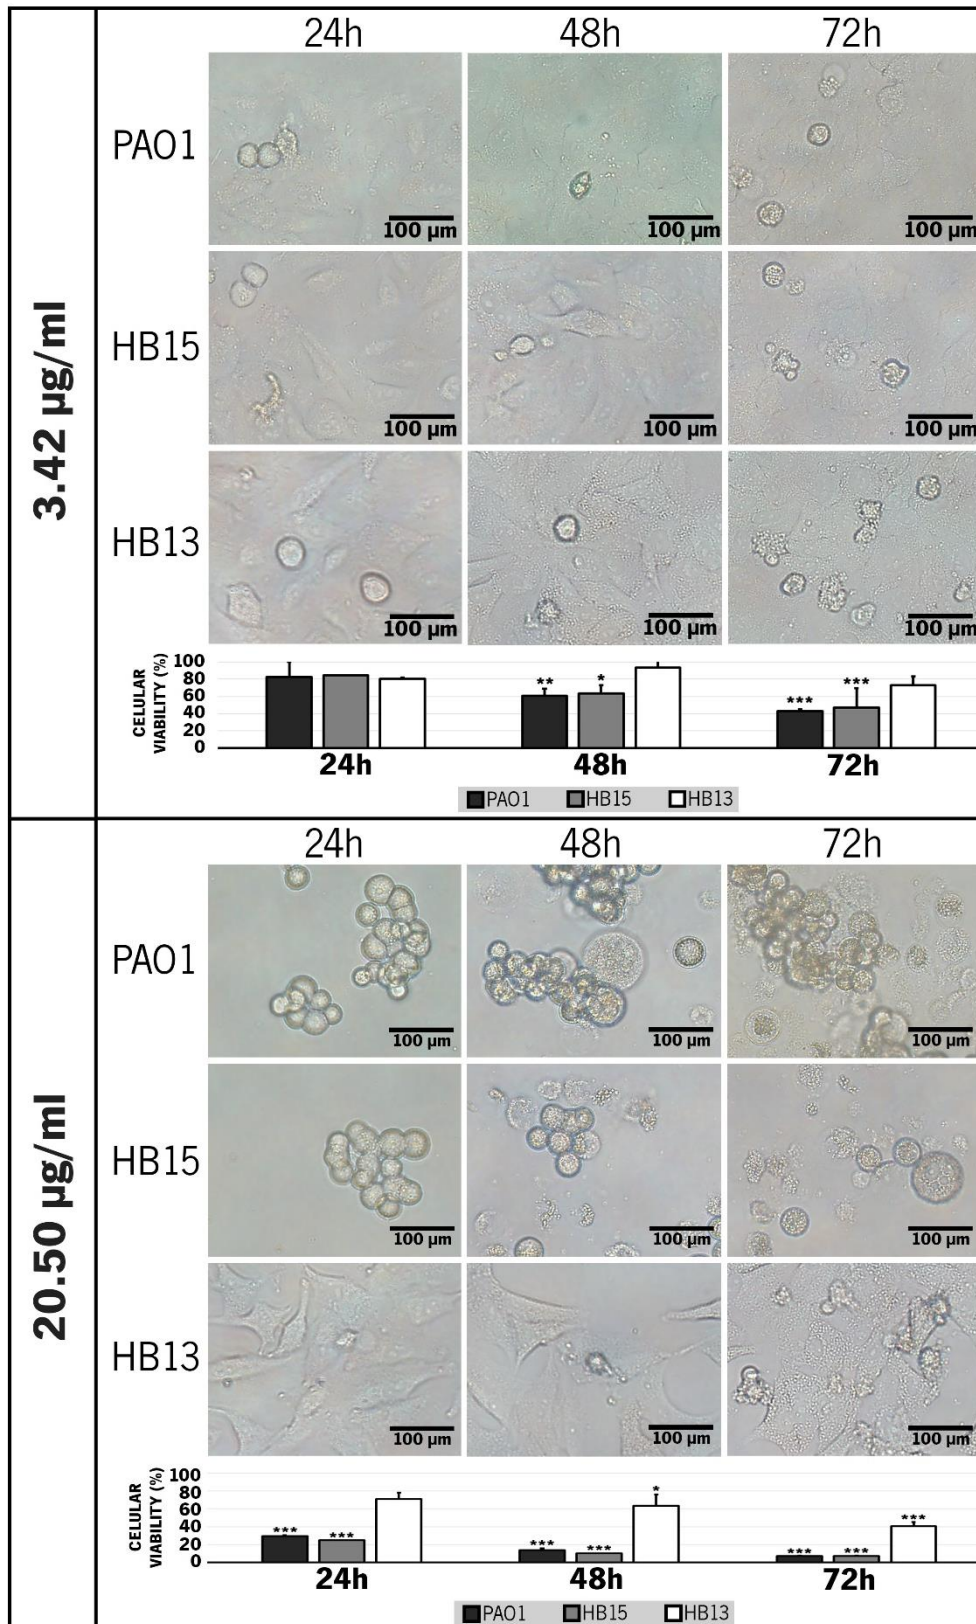 3.42 µg/ml
24h 48h 72h
PAO1
100 µm 100 µm 100 µm
HB15
100 µm 100 µm 100 µm
HB13
100 µm 100 µm 100 µm
CELULAR
VIABILITY (%)
100
80
60
40
20
0
** * *** ***
24h 48h 72h
PAO1 HB15 HB13
20.50 µg/ml
24h 48h 72h
PAO1
100 µm 100 µm 100 µm
HB15
100 µm 100 µm 100 µm
HB13
100 µm 100 µm 100 µm
CELULAR
VIABILITY (%)
100
80
60
40
20
0
*** *** *** *** * *** *** ***
24h 48h 72h
PAO1 HB15 HB13